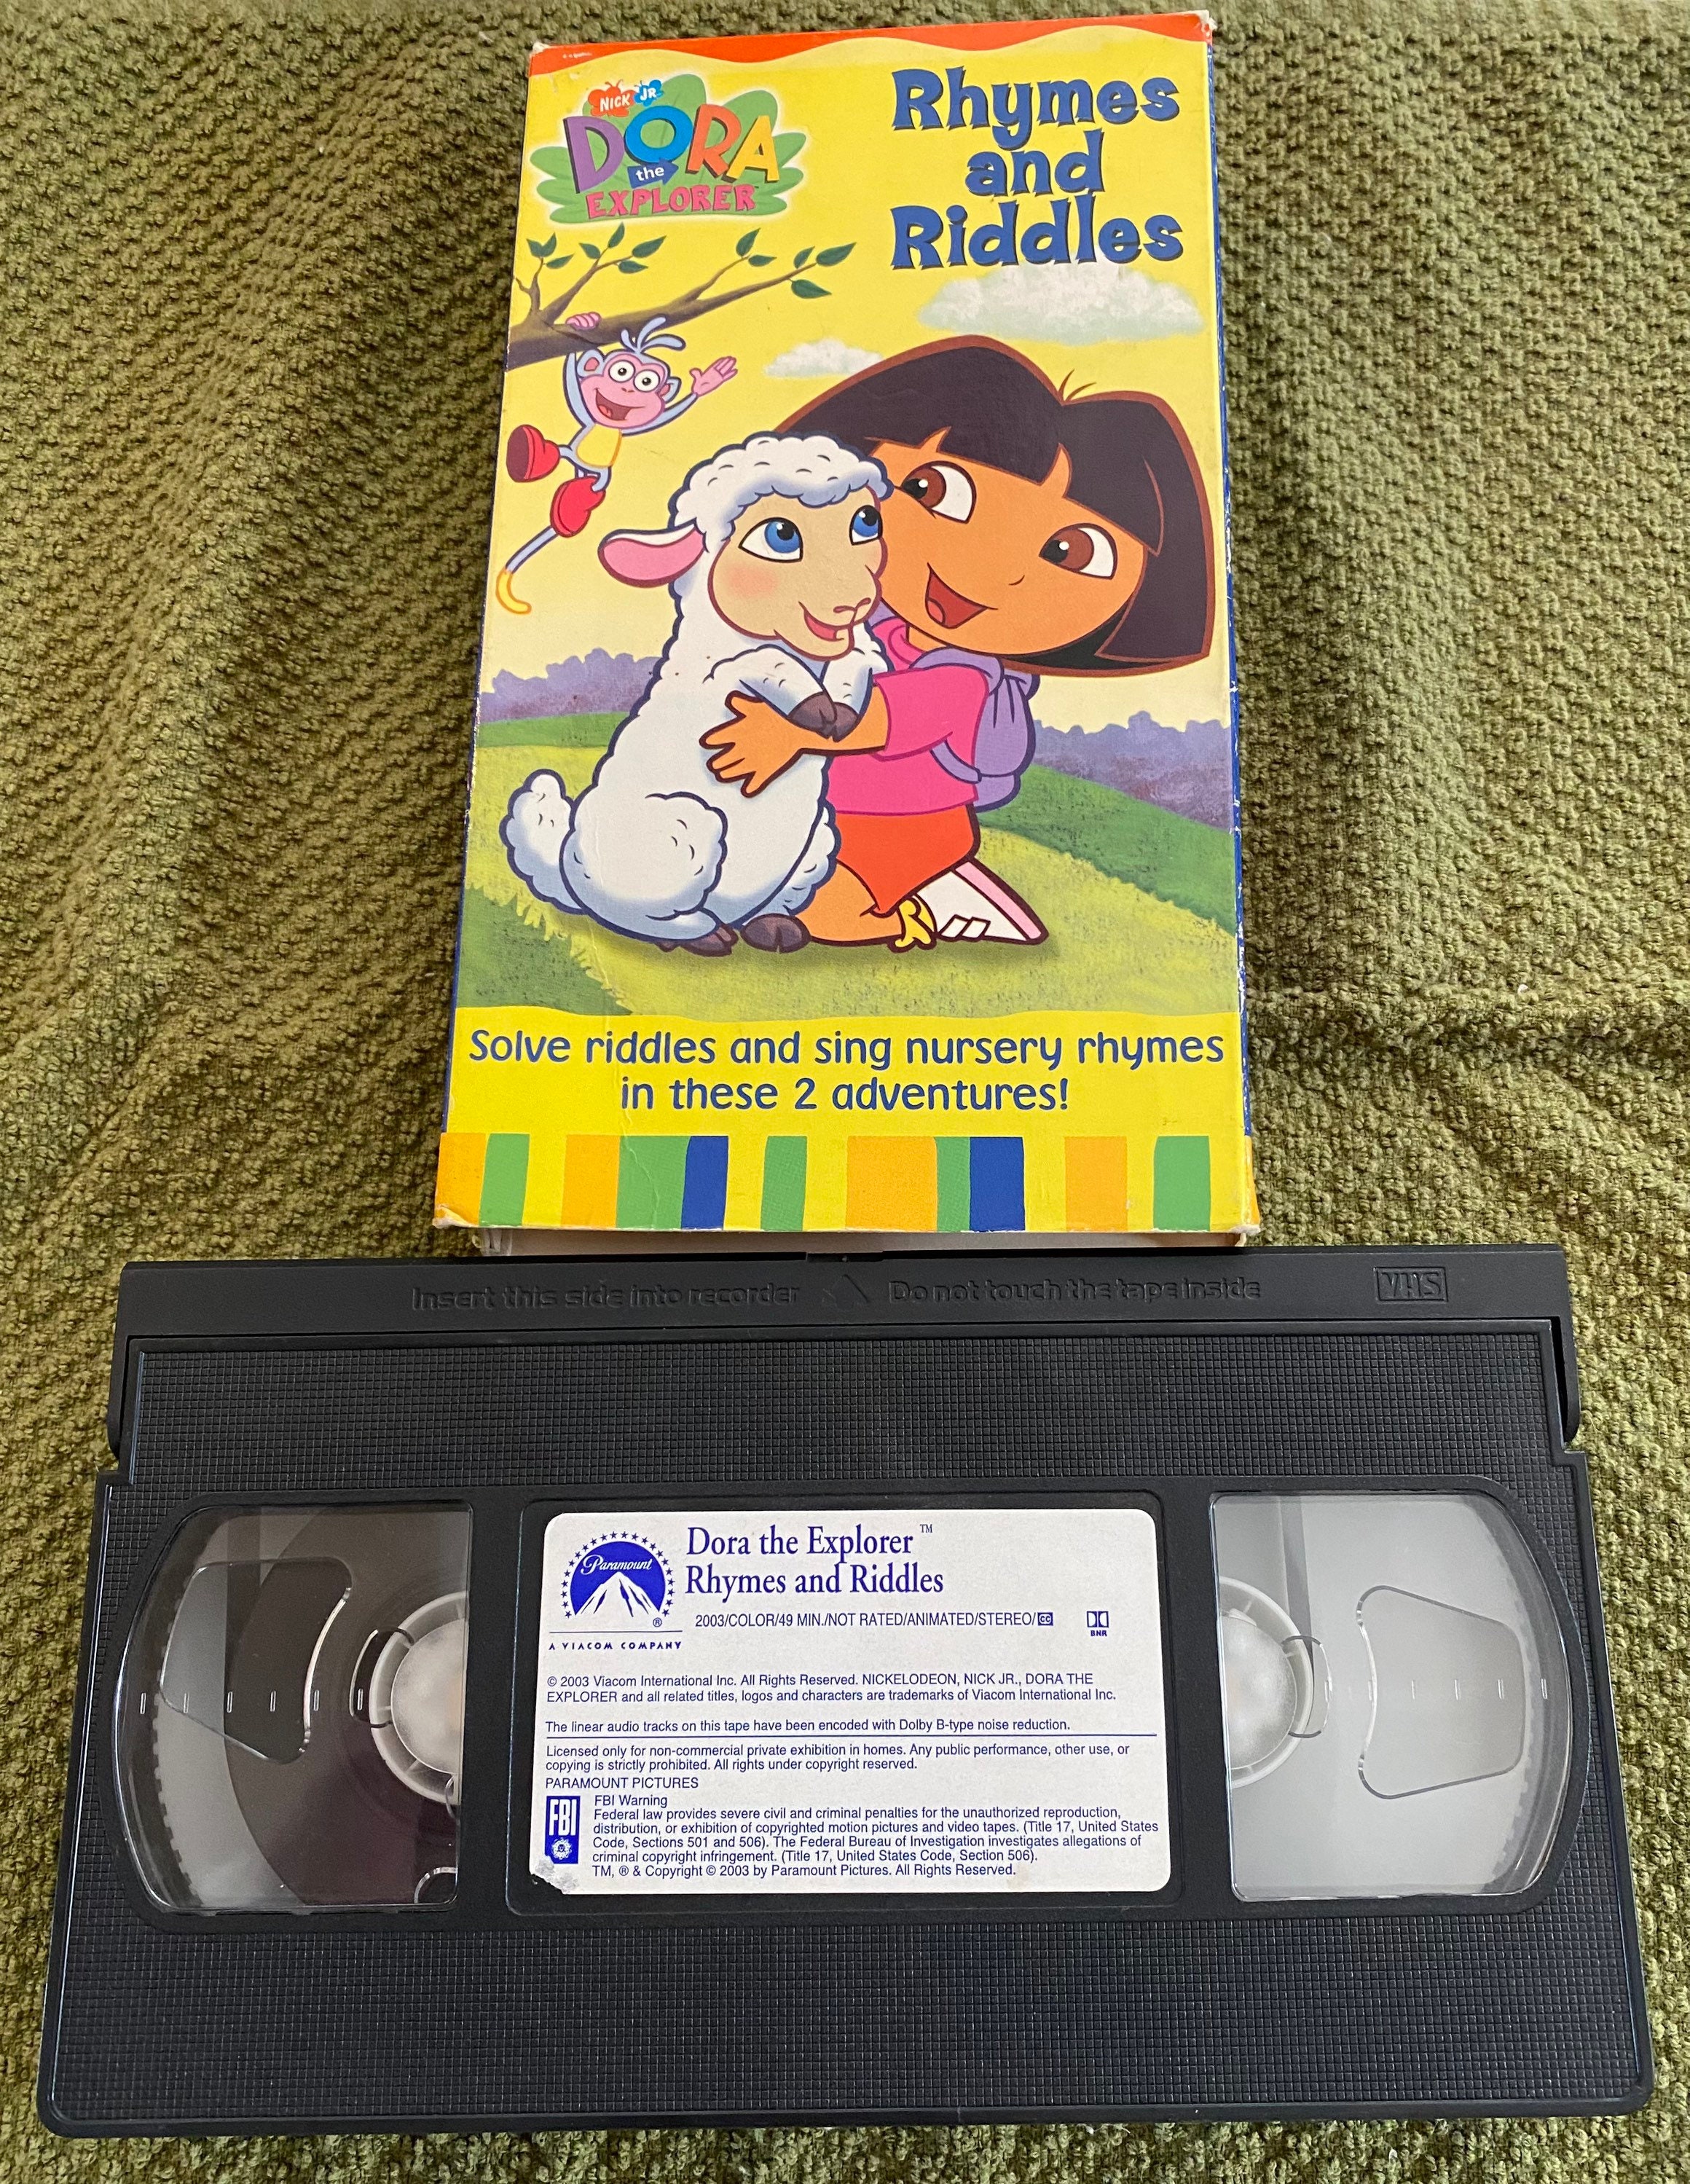 NICK JR
DORA
the
EXPLORER
Rhymes
and
Riddles
Solve riddles and sing nursery rhymes
in these 2 adventures!
Insert this side into recorder Do not touch the tape inside VHS
Paramount
®
A VIACOM COMPANY
Dora the Explorer™
Rhymes and Riddles
2003/COLOR/49 MIN./NOT RATED/ANIMATED/STEREO/CC
BNR
© 2003 Viacom International Inc. All Rights Reserved. NICKELODEON, NICK JR., DORA THE
EXPLORER and all related titles, logos and characters are trademarks of Viacom International Inc.
The linear audio tracks on this tape have been encoded with Dolby B-type noise reduction.
Licensed only for non-commercial private exhibition in homes. Any public performance, other use, or
copying is strictly prohibited. All rights under copyright reserved.
PARAMOUNT PICTURES
FBI
FBI Warning
Federal law provides severe civil and criminal penalties for the unauthorized reproduction,
distribution, or exhibition of copyrighted motion pictures and video tapes. (Title 17, United States
Code, Sections 501 and 506). The Federal Bureau of Investigation investigates allegations of
criminal copyright infringement. (Title 17, United States Code, Section 506).
TM, ® & Copyright © 2003 by Paramount Pictures. All Rights Reserved.